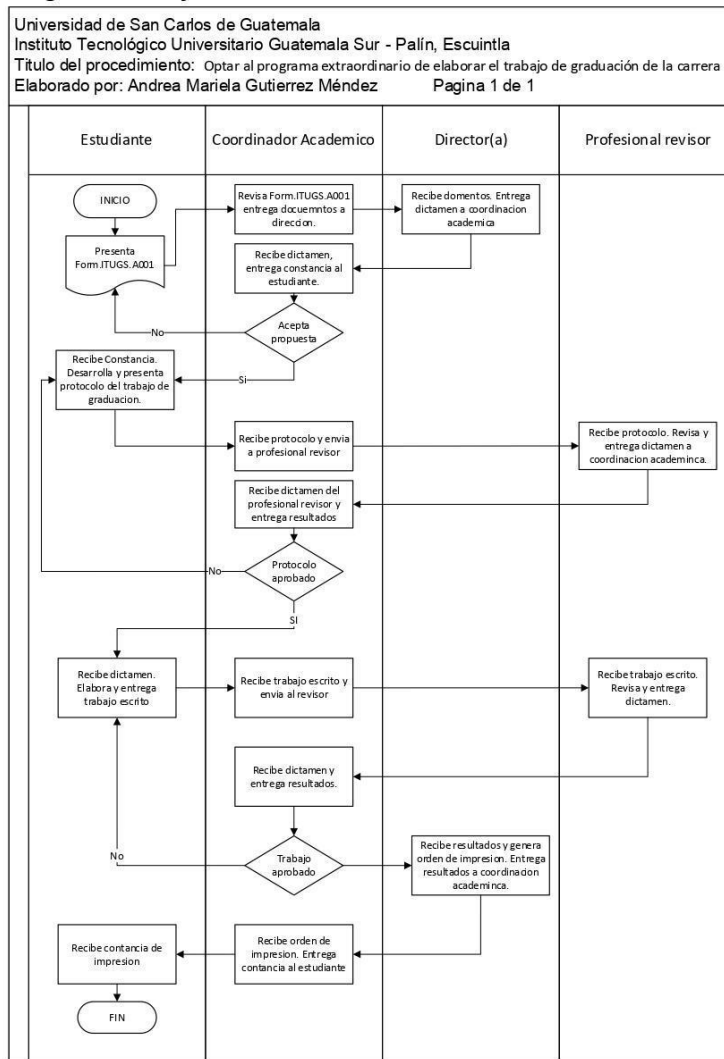 Universidad de San Carlos de Guatemala
Instituto Tecnológico Universitario Guatemala Sur - Palín, Escuintla
Titulo del procedimiento: Optar al programa extraordinario de elaborar el trabajo de graduación de la carrera
Elaborado por: Andrea Mariela Gutierrez Méndez Pagina 1 de 1
Estudiante
Coordinador Academico
Director(a)
Profesional revisor
INICIO
Presenta
Form.ITUGS.A001
Revisa Form.ITUGS.A001
entrega docuemntos a
direccion.
Recibe domentos. Entrega
dictamen a coordinacion
academica
Recibe dictamen,
entrega constancia al
estudiante.
Acepta
propuesta
No
Si
Recibe Constancia.
Desarrolla y presenta
protocolo del trabajo de
graduacion.
Recibe protocolo y envia
a profesional revisor
Recibe protocolo. Revisa y
entrega dictamen a
coordinacion academinca.
Recibe dictamen del
profesional revisor y
entrega resultados
Protocolo
aprobado
No
SI
Recibe dictamen.
Elabora y entrega
trabajo escrito
Recibe trabajo escrito y
envia al revisor
Recibe trabajo escrito.
Revisa y entrega
dictamen.
Recibe dictamen y
entrega resultados.
Trabajo
aprobado
No
Recibe resultados y genera
orden de impresion. Entrega
resultados a coordinacion
academinca.
Recibe orden de
impresion. Entrega
contancia al estudiante
Recibe contancia de
impresion
FIN